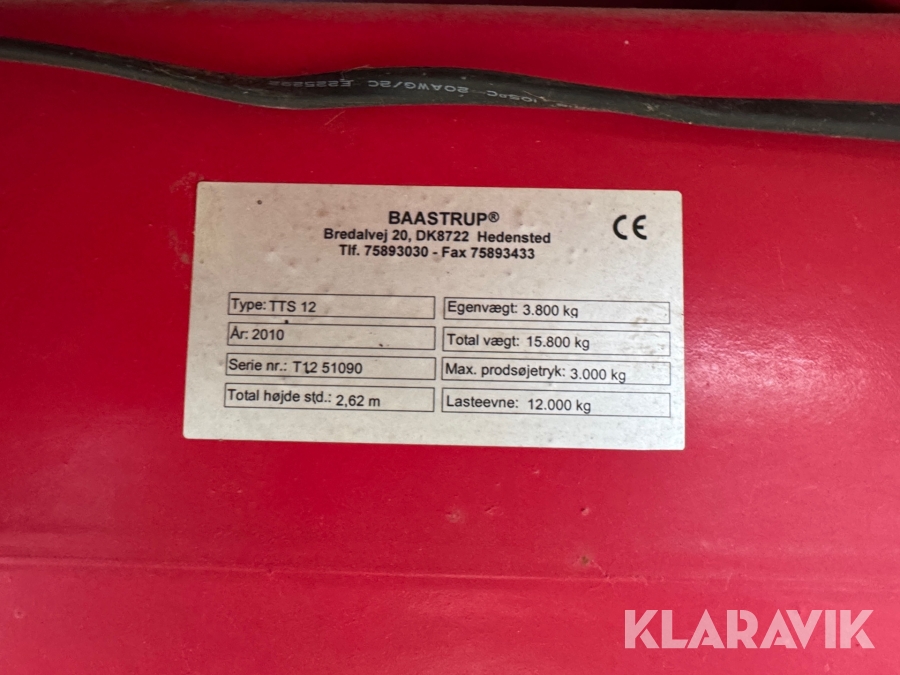 20AWG/2C
BAASTRUP®
Bredalvej 20, DK8722 Hedensted
Tlf. 75893030 - Fax 75893433
CE
Type: TTS 12
År: 2010
Serie nr.: T12 51090
Total højde std.: 2,62 m
Egenvægt: 3.800 kg
Total vægt: 15.800 kg
Max. prodsøjetryk: 3.000 kg
Lasteevne: 12.000 kg
KLARAVIK